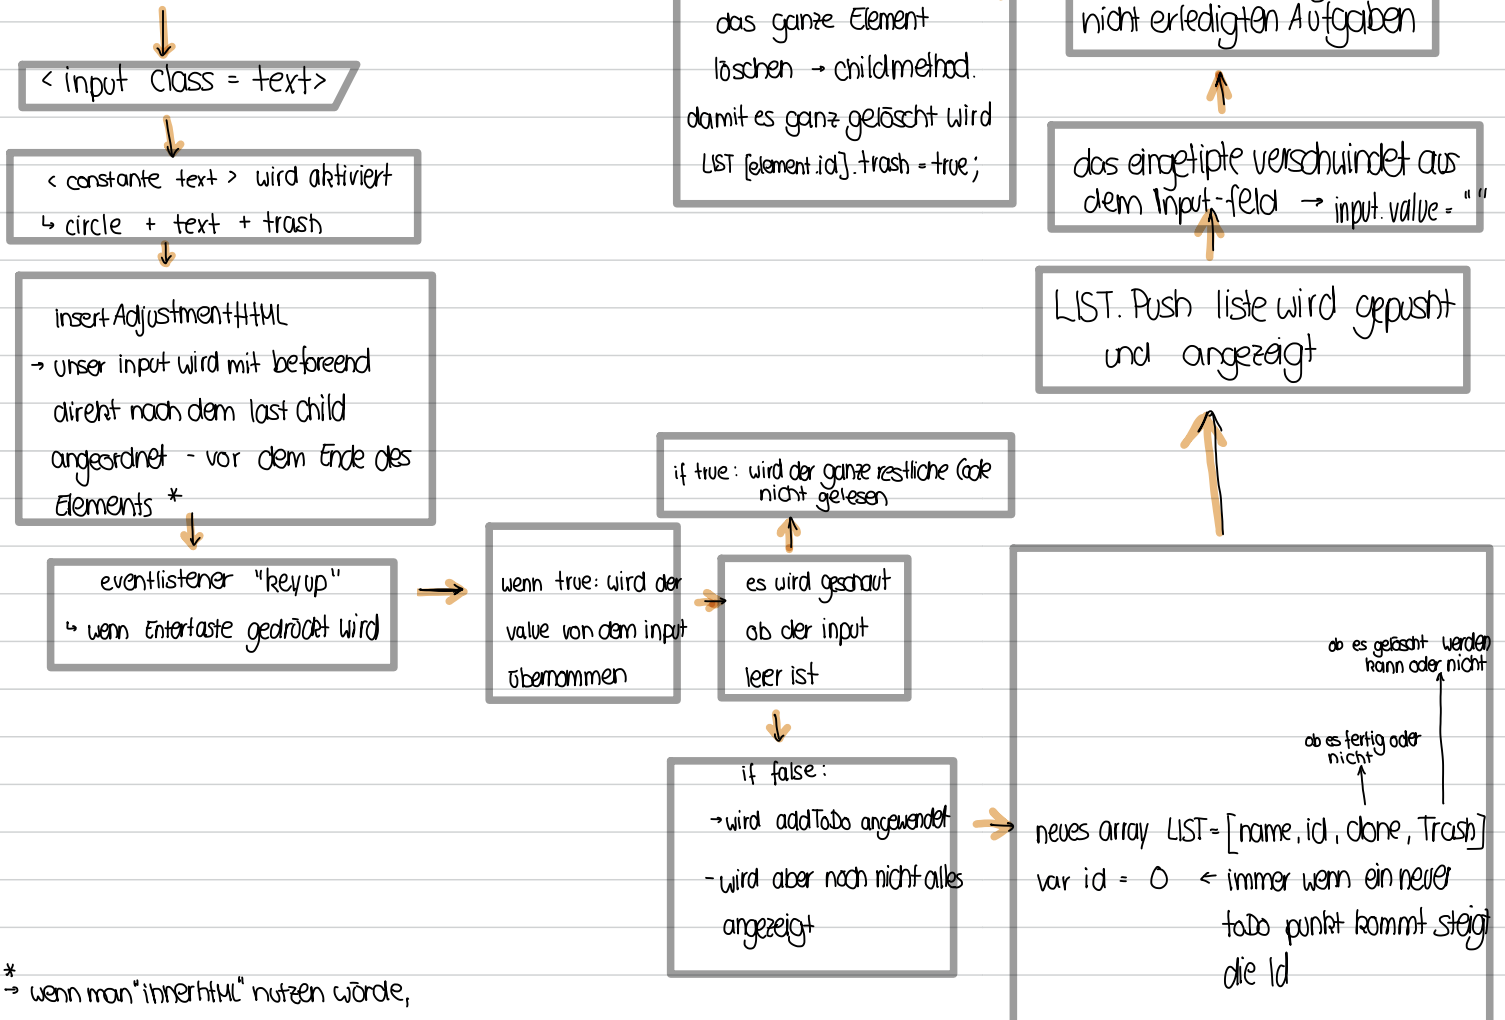 < input class = text>
< constante text > wird aktiviert
↳ circle + text + trash
insertAdjustmentHTML
→ unser input wird mit beforeend
direkt nach dem last child
angeordnet - vor dem Ende des
Elements *
eventlistener "keyup"
↳ wenn Entertaste gedrückt wird
wenn true: wird der
value von dem input
übernommen
es wird geschaut
ob der input
leer ist
if true: wird der ganze restliche Code
nicht gelesen
if false:
→ wird addToDo angewendet
- wird aber noch nicht alles
angezeigt
ob es gelöscht werden
kann oder nicht
ob es fertig oder
nicht
neues array LIST=[name, id, done, Trash]
var id = 0 ← immer wenn ein neuer
toDo punkt kommt steigt
die Id
LIST. Push liste wird gepusht
und angezeigt
das eingetipte verschwindet aus
dem Input-feld → input.value = " "
nicht erledigten Aufgaben
das ganze Element
löschen → childmethod.
damit es ganz gelöscht wird
LIST [element.id].trash = true;
*
→ wenn man "innerhtML" nutzen würde,